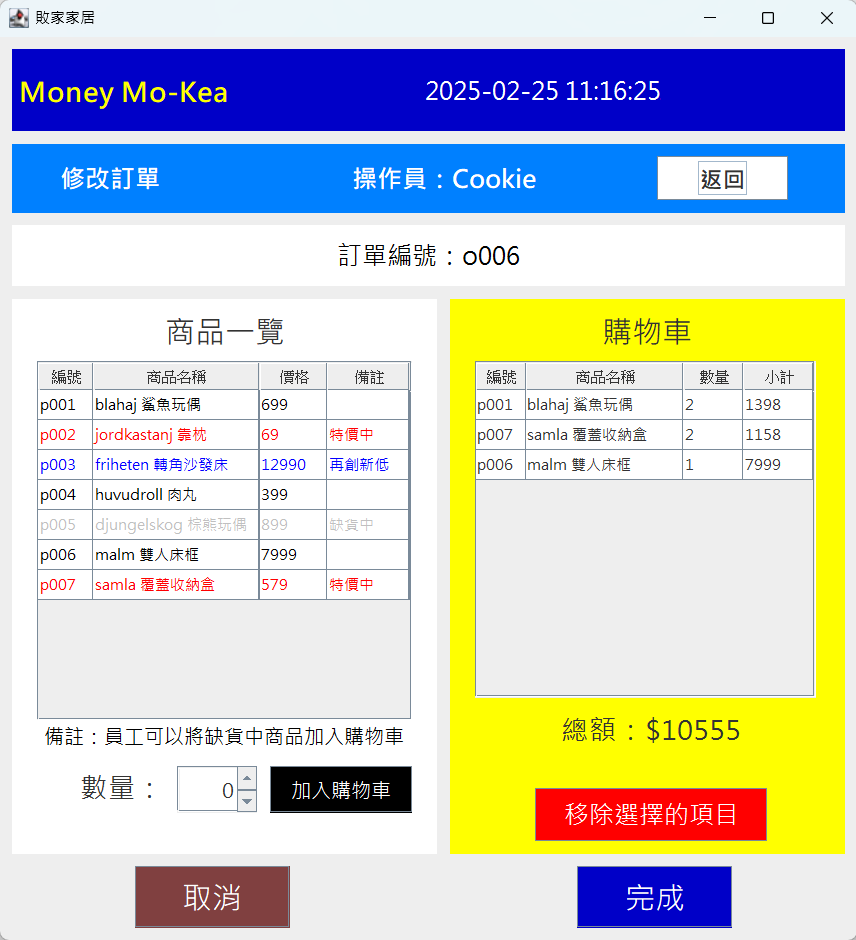 敗家家居
Money Mo-Kea 2025-02-25 11:16:25
修改訂單 操作員：Cookie 返回
訂單編號：o006
商品一覽
編號 商品名稱 價格 備註
p001 blahaj 鯊魚玩偶 699
p002 jordkastanj 靠枕 69 特價中
p003 friheten 轉角沙發床 12990 再創新低
p004 huvudroll 肉丸 399
p005 djungelskog 棕熊玩偶 899 缺貨中
p006 malm 雙人床框 7999
p007 samla 覆蓋收納盒 579 特價中
備註：員工可以將缺貨中商品加入購物車
數量： 0 加入購物車
購物車
編號 商品名稱 數量 小計
p001 blahaj 鯊魚玩偶 2 1398
p007 samla 覆蓋收納盒 2 1158
p006 malm 雙人床框 1 7999
總額：$10555
移除選擇的項目
取消 完成